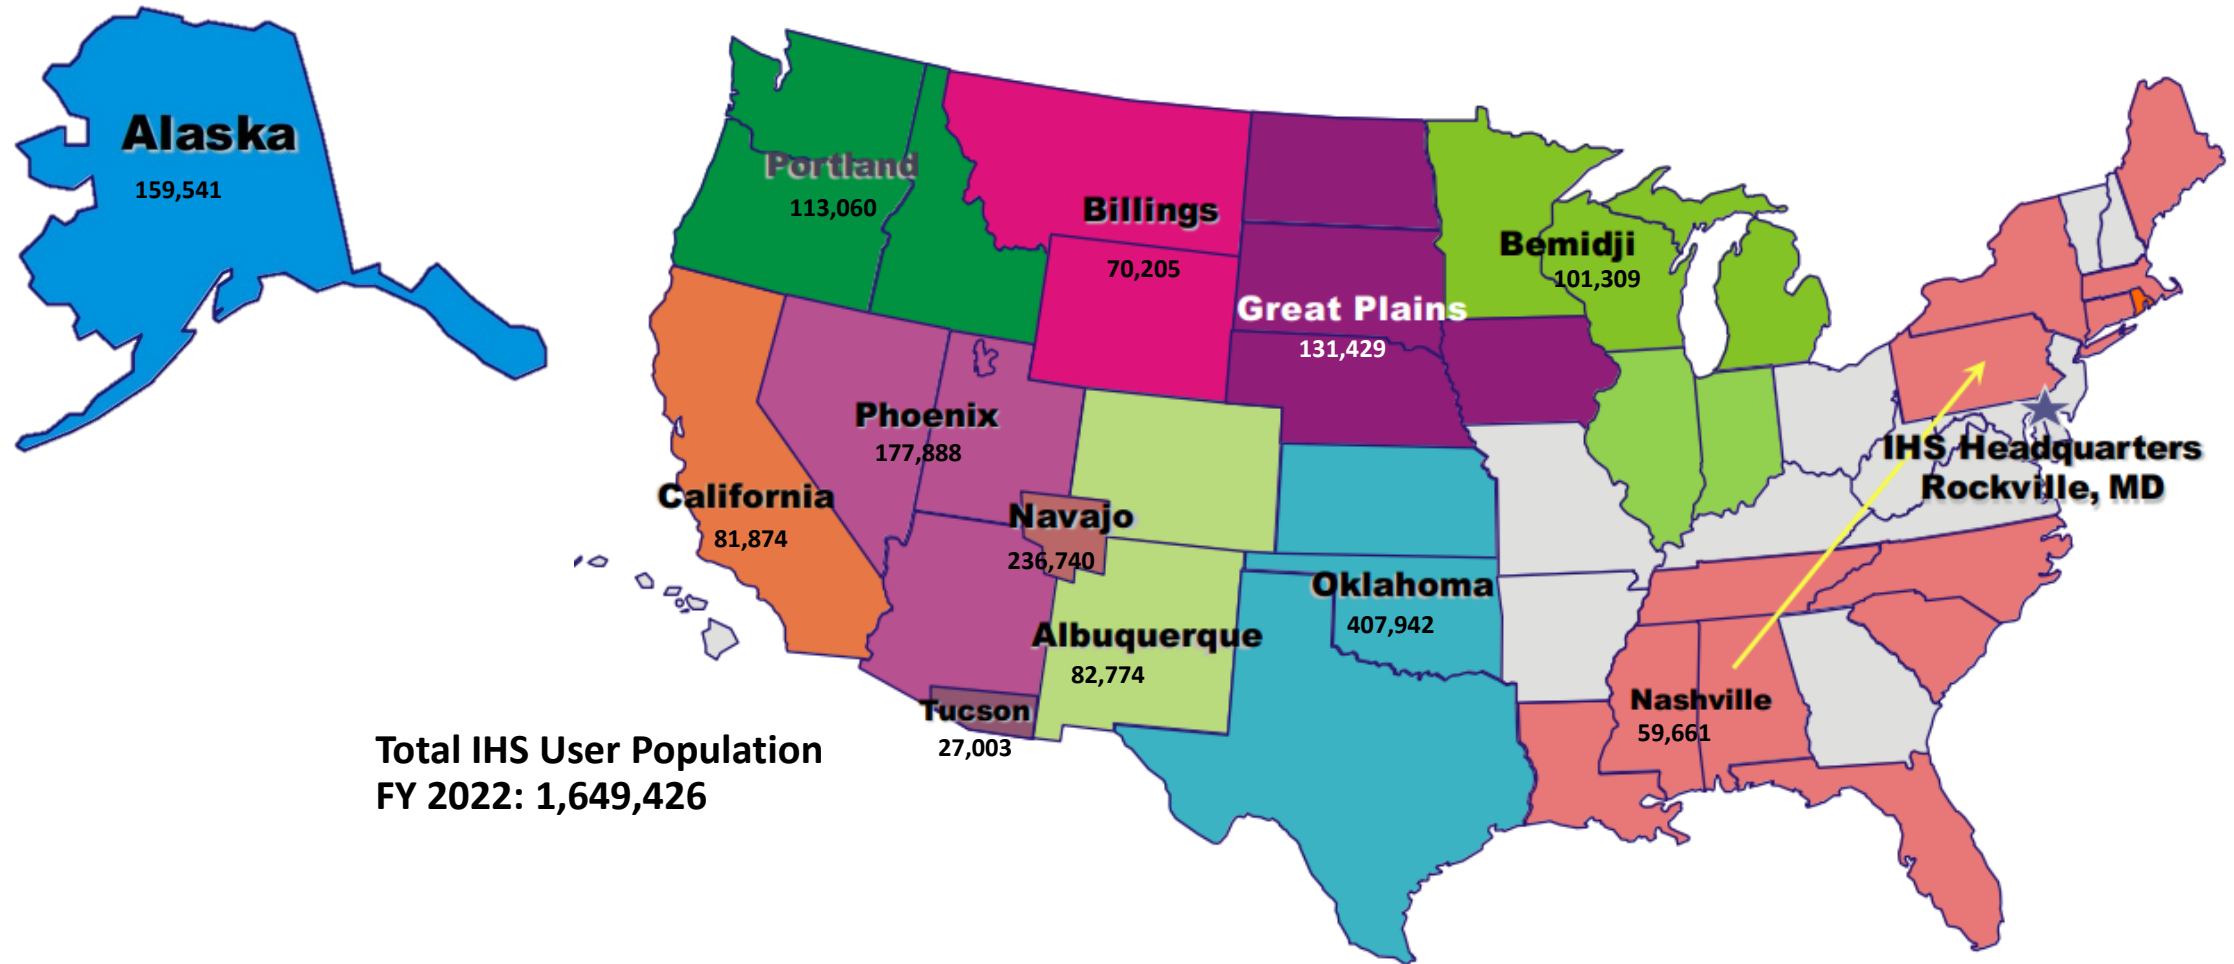 Alaska
159,541
Portland
113,060
Billings
70,205
Great Plains
131,429
Bemidji
101,309
Phoenix
177,888
California
81,874
Navajo
236,740
Albuquerque
82,774
Oklahoma
407,942
Tucson
27,003
Nashville
59,661
IHS Headquarters
Rockville, MD
Total IHS User Population
FY 2022: 1,649,426